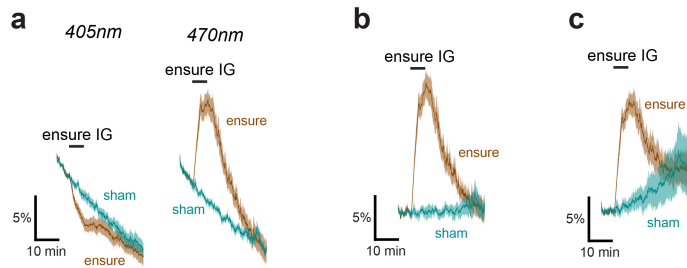 a
405nm
470nm
ensure IG
ensure IG
ensure
sham
sham
5%
10 min
ensure
b
ensure IG
ensure
sham
5%
10 min
c
ensure IG
ensure
sham
5%
10 min